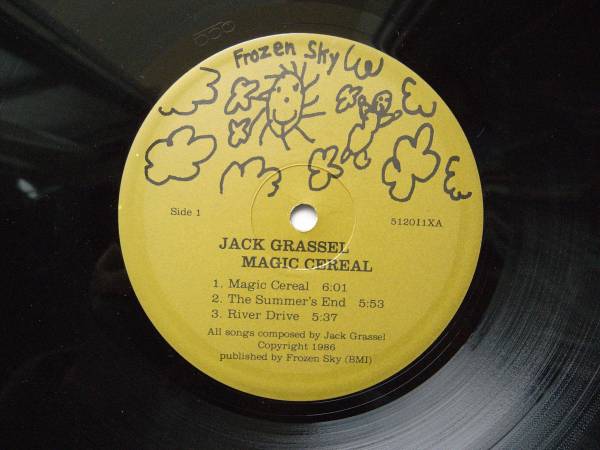 Frozen Sky
Side 1
512011XA
JACK GRASSEL
MAGIC CEREAL
1. Magic Cereal 6:01
2. The Summer's End 5:53
3. River Drive 5:37
All songs composed by Jack Grassel
Copyright 1986
published by Frozen Sky (BMI)